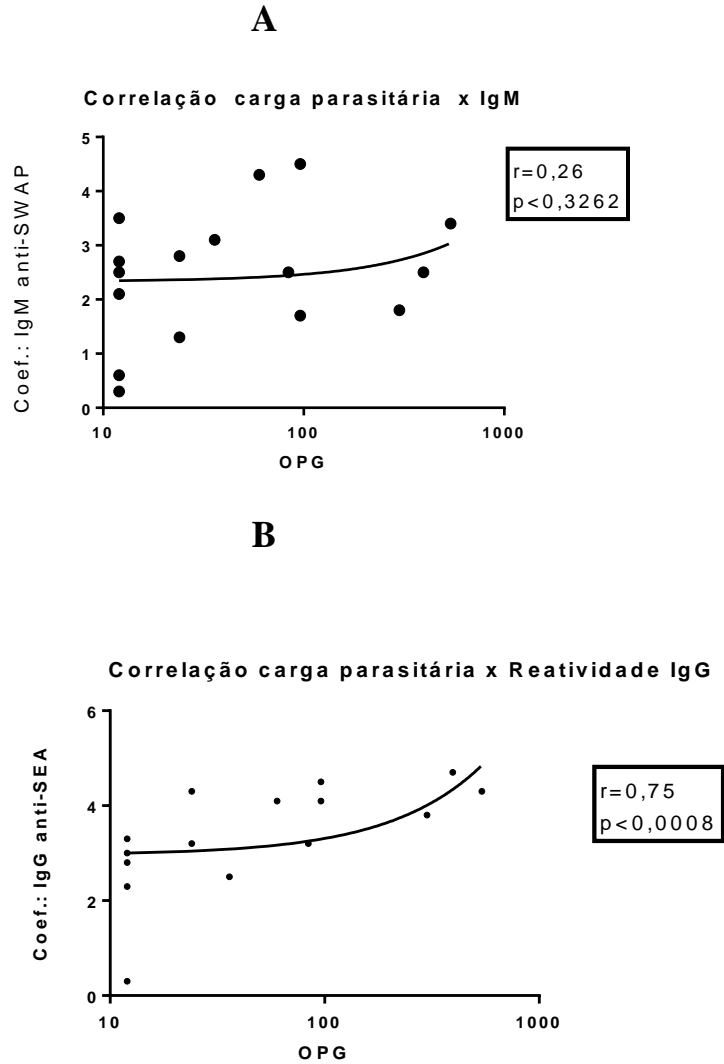 A
Correlação carga parasitária x IgM
Coef.: IgM anti-SWAP
5
4
3
2
1
0
10
100
1000
OPG
r=0,26
p<0,3262
B
Correlação carga parasitária x Reatividade IgG
Coef.: IgG anti-SEA
6
4
2
0
10
100
1000
OPG
r=0,75
p<0,0008